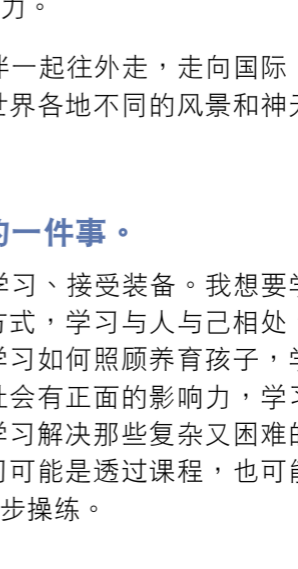 力。
一起往外走，走向国际
世界各地不同的风景和神
的一件事。
学习、接受装备。我想要学
方式，学习与人与己相处
学习如何照顾养育孩子，学
社会有正面的影响力，学习
学习解决那些复杂又困难的
可能是透过课程，也可能
步操练。